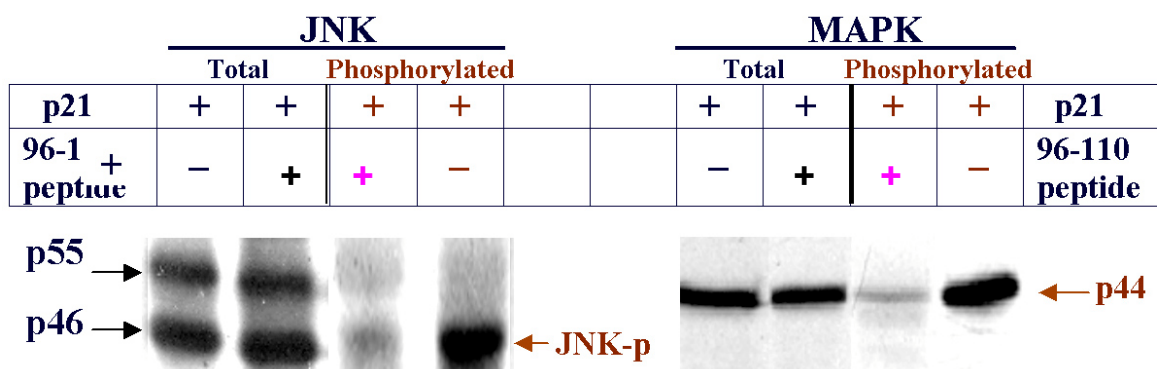 JNK MAPK
Total Phosphorylated Total Phosphorylated
p21 + + + + + + + + p21
96-1 + peptide − + + − − + + − 96-110 peptide
p55
p46
JNK-p
p44